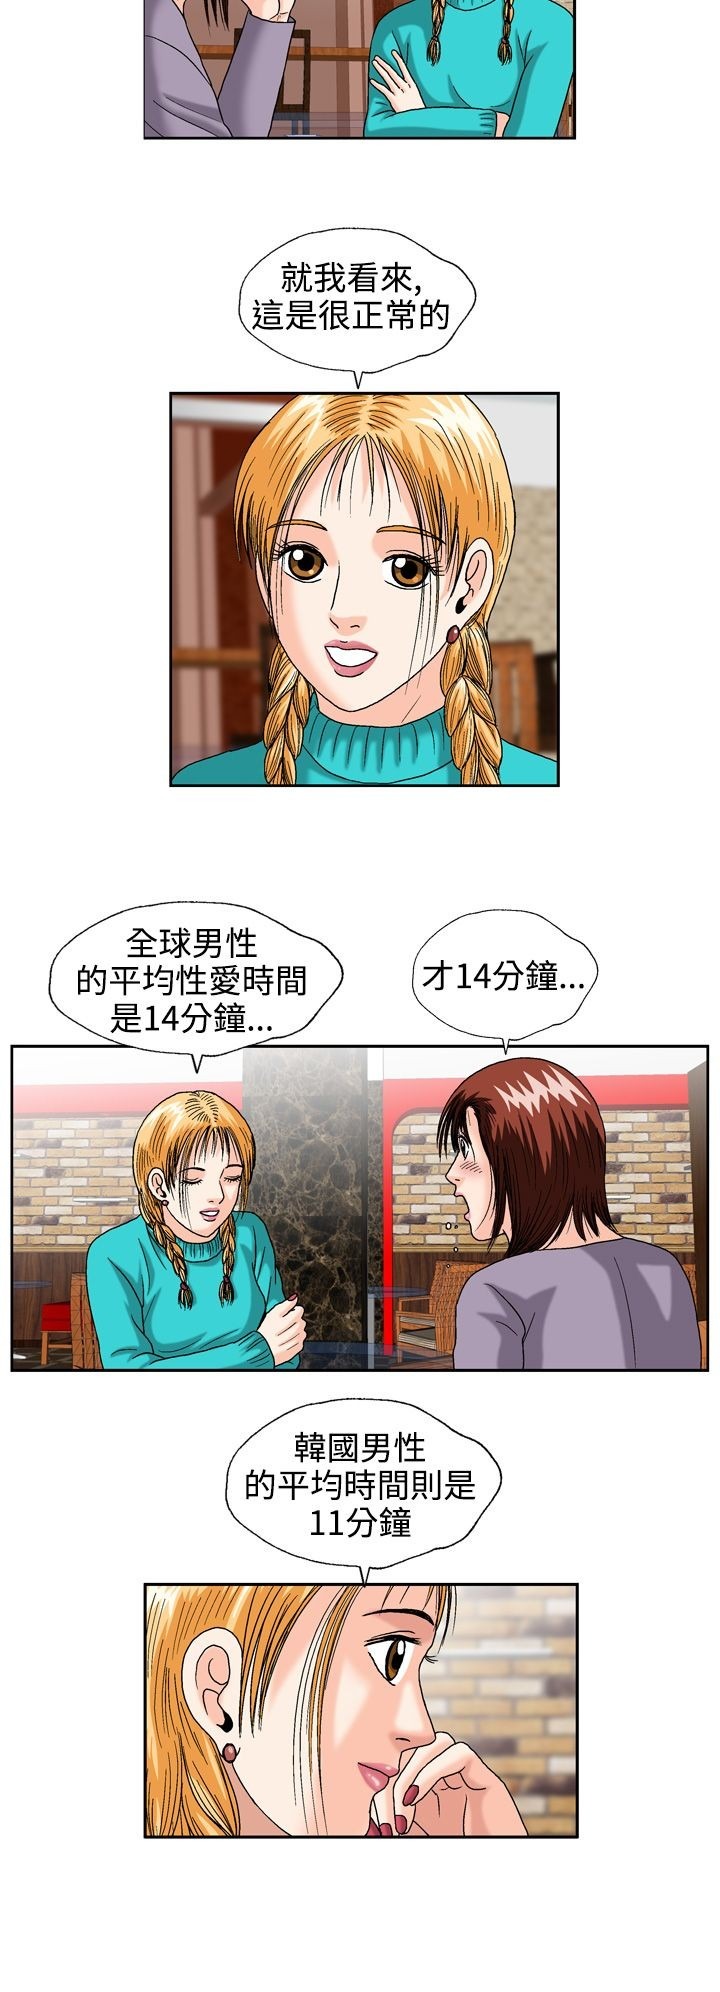 就我看來,
這是很正常的
全球男性
的平均性愛時間
是14分鐘...
才14分鐘...
韓國男性
的平均時間則是
11分鐘